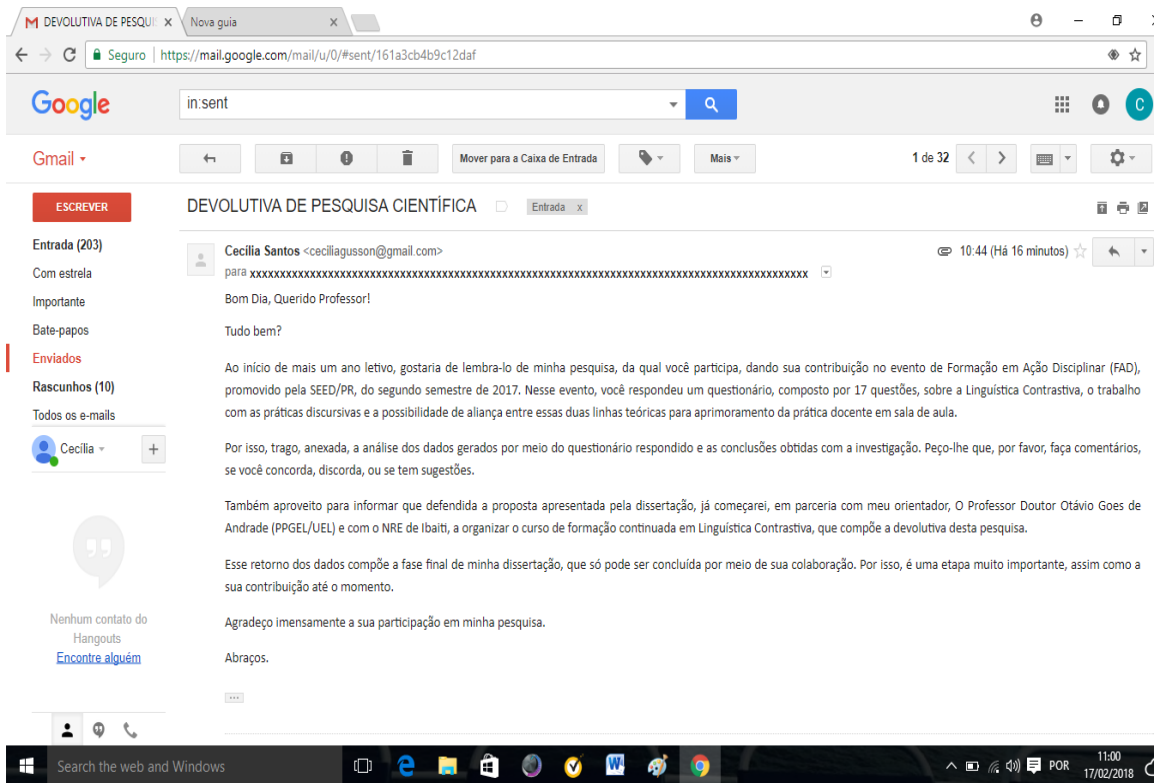 DEVOLUTIVA DE PESQUI
Nova guia
Seguro
https://mail.google.com/mail/u/0/#sent/161a3cb4b9c12daf
Google
in:sent
C
Gmail
Mover para a Caixa de Entrada
Mais
1 de 32
ESCREVER
DEVOLUTIVA DE PESQUISA CIENTÍFICA
Entrada x
Entrada (203)
Com estrela
Importante
Bate-papos
Enviados
Rascunhos (10)
Todos os e-mails
Cecília
Nenhum contato do
Hangouts
Encontre alguém
Cecília Santos <ceciliagusson@gmail.com>
10:44 (Há 16 minutos)
para xxxxxxxxxxxxxxxxxxxxxxxxxxxxxxxxxxxxxxxxxxxxxxxxxxxxxxxxxxxxxxxxxxxxxxxxxxxxxxxxxxxxxxxxxxxxx
Bom Dia, Querido Professor!
Tudo bem?
Ao início de mais um ano letivo, gostaria de lembra-lo de minha pesquisa, da qual você participa, dando sua contribuição no evento de Formação em Ação Disciplinar (FAD),
promovido pela SEED/PR, do segundo semestre de 2017. Nesse evento, você respondeu um questionário, composto por 17 questões, sobre a Linguística Contrastiva, o trabalho
com as práticas discursivas e a possibilidade de aliança entre essas duas linhas teóricas para aprimoramento da prática docente em sala de aula.
Por isso, trago, anexada, a análise dos dados gerados por meio do questionário respondido e as conclusões obtidas com a investigação. Peço-lhe que, por favor, faça comentários,
se você concorda, discorda, ou se tem sugestões.
Também aproveito para informar que defendida a proposta apresentada pela dissertação, já começarei, em parceria com meu orientador, O Professor Doutor Otávio Goes de
Andrade (PPGEL/UEL) e com o NRE de Ibaiti, a organizar o curso de formação continuada em Linguística Contrastiva, que compõe a devolutiva desta pesquisa.
Esse retorno dos dados compõe a fase final de minha dissertação, que só pode ser concluída por meio de sua colaboração. Por isso, é uma etapa muito importante, assim como a
sua contribuição até o momento.
Agradeço imensamente a sua participação em minha pesquisa.
Abraços.
Search the web and Windows
POR
11:00
17/02/2018